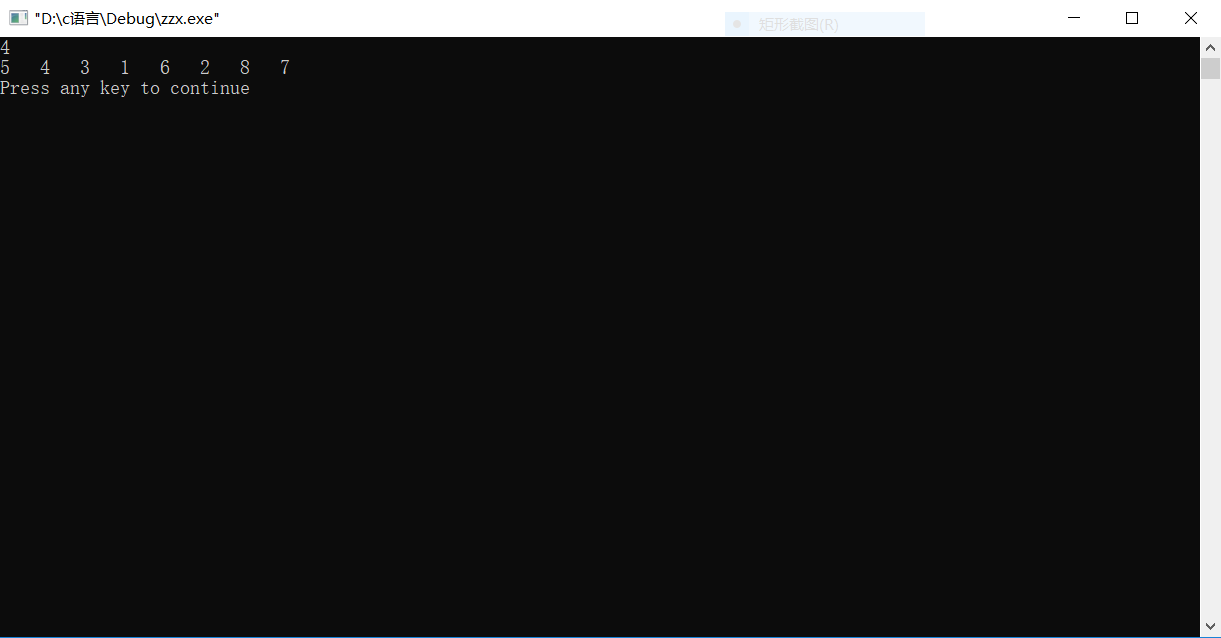 "D:\c语言\Debug\zzx.exe"
矩形截图(R)
4
5 4 3 1 6 2 8 7
Press any key to continue